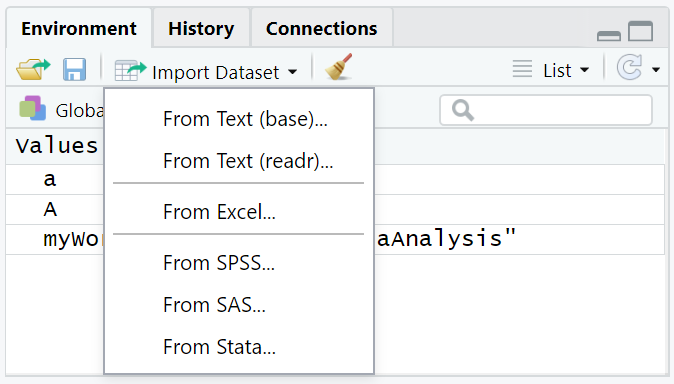 Environment History Connections
Import Dataset List
Globa
From Text (base)...
From Text (readr)...
From Excel...
From SPSS...
From SAS...
From Stata...
Values
a
A
myWo aAnalysis"